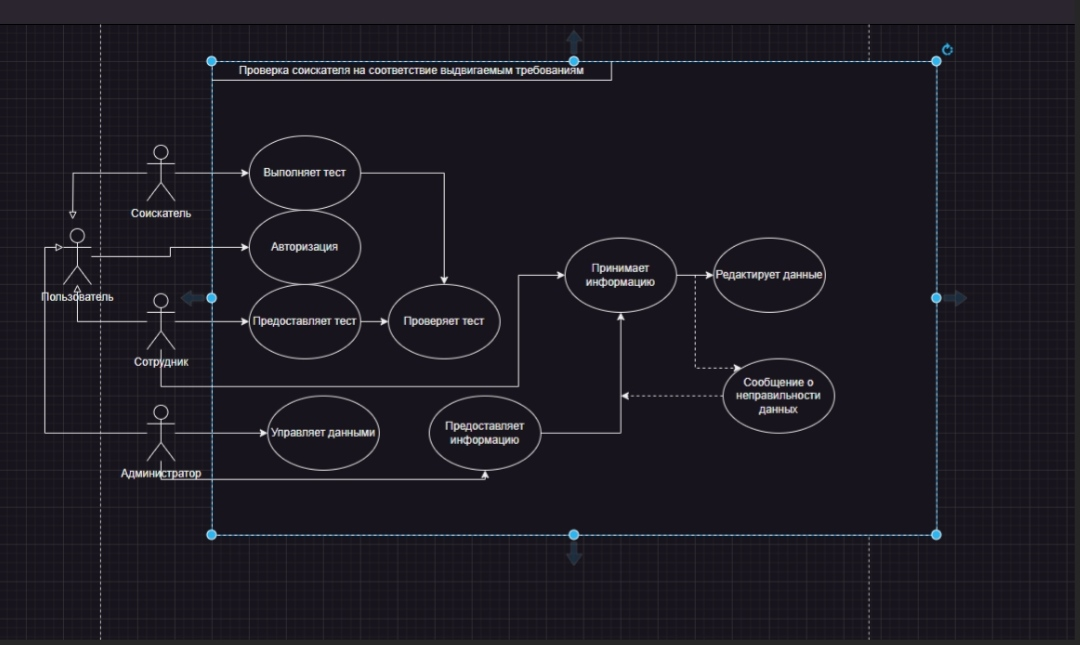 Проверка соискателя на соответствие выдвигаемым требованиям
Выполняет тест
Соискатель
Авторизация
Пользователь
Принимает
информацию
Редактирует данные
Предоставляет тест
Проверяет тест
Сотрудник
Сообщение о
неправильности
данных
Управляет данными
Предоставляет
информацию
Администратор